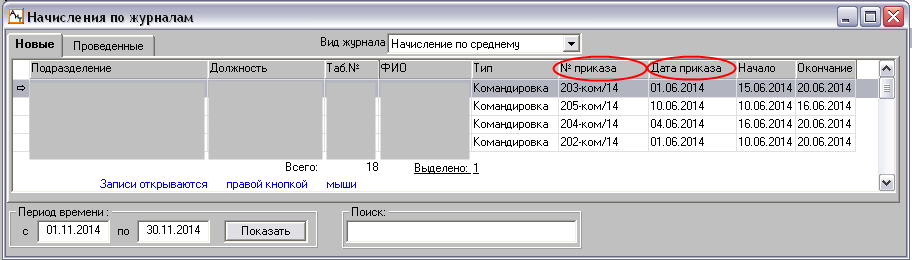 Начисления по журналам
Новые Проведенные Вид журнала Начисление по среднему
Подразделение Должность Таб.№ ФИО Тип № приказа Дата приказа Начало Окончание
Командировка 203-ком/14 01.06.2014 15.06.2014 20.06.2014
Командировка 205-ком/14 10.06.2014 10.06.2014 16.06.2014
Командировка 204-ком/14 04.06.2014 16.06.2014 20.06.2014
Командировка 202-ком/14 01.06.2014 10.06.2014 20.06.2014
Всего: 18 Выделено: 1
Записи открываются правой кнопкой мыши
Период времени: Поиск:
с 01.11.2014 по 30.11.2014 Показать